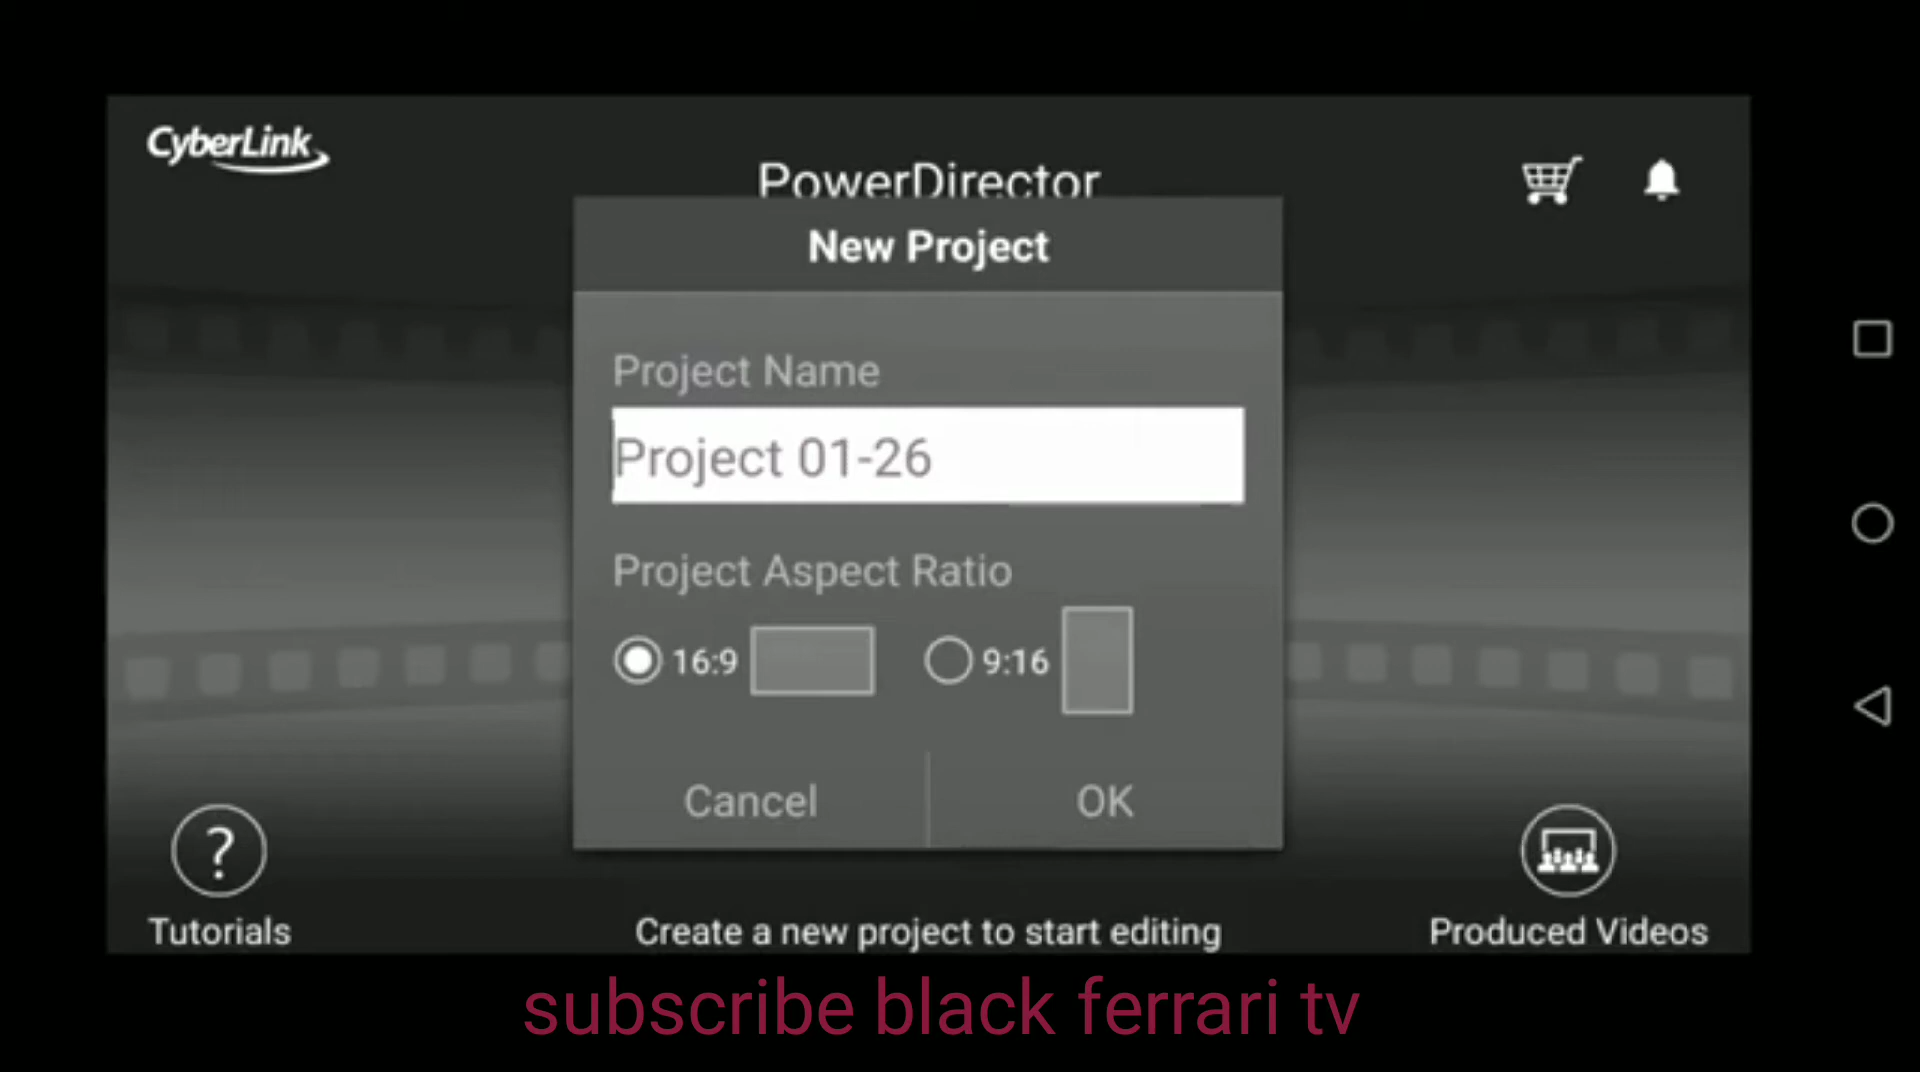 CyberLink
PowerDirector
New Project
Project Name
Project 01-26
Project Aspect Ratio
16:9 9:16
Cancel OK
?
Tutorials Create a new project to start editing Produced Videos
subscribe black ferrari tv